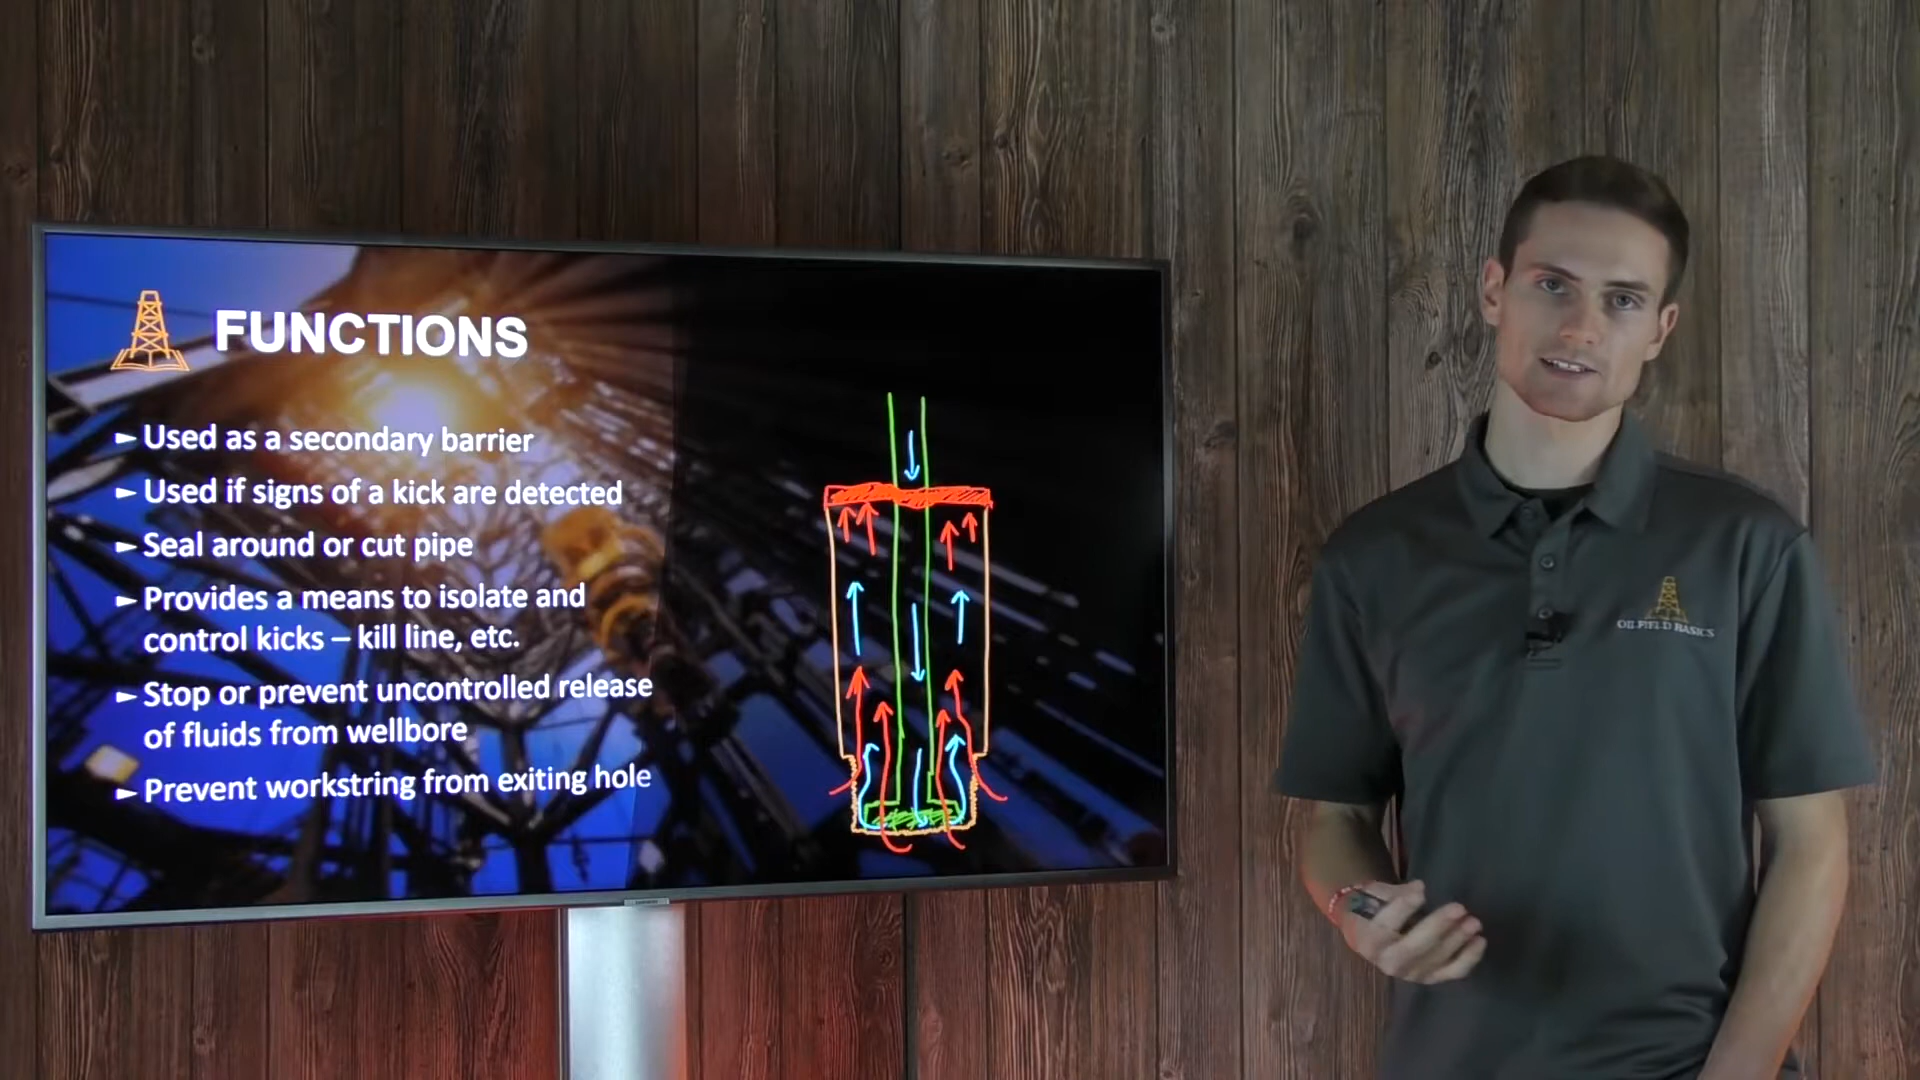 FUNCTIONS
► Used as a secondary barrier
► Used if signs of a kick are detected
► Seal around or cut pipe
► Provides a means to isolate and
control kicks – kill line, etc.
► Stop or prevent uncontrolled release
of fluids from wellbore
► Prevent workstring from exiting hole
OILFIELD BASICS